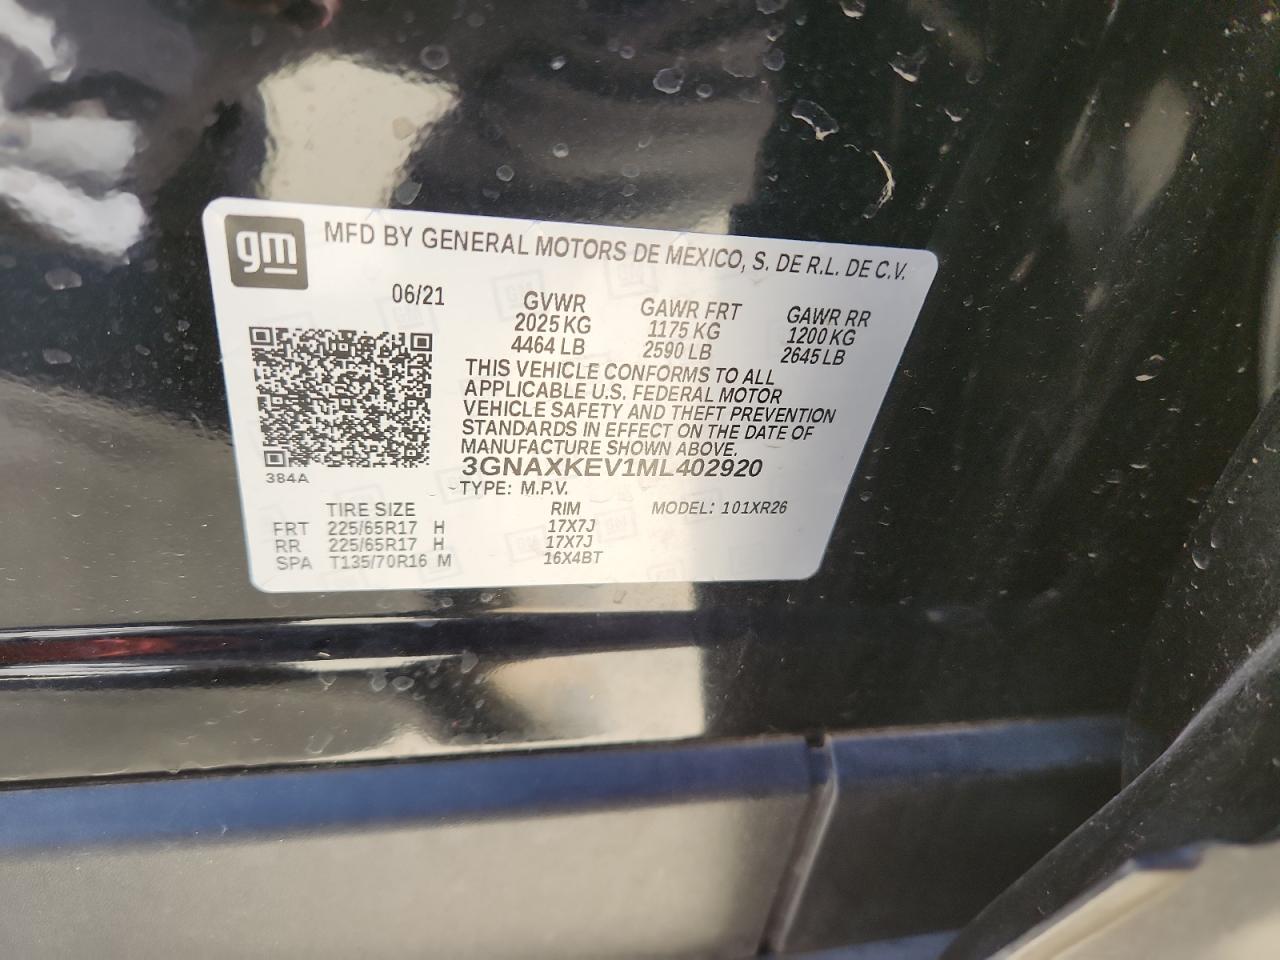 gm
MFD BY GENERAL MOTORS DE MEXICO, S. DE R.L. DE C.V.
06/21 GVWR GAWR FRT GAWR RR
2025 KG 1175 KG 1200 KG
4464 LB 2590 LB 2645 LB
THIS VEHICLE CONFORMS TO ALL
APPLICABLE U.S. FEDERAL MOTOR
VEHICLE SAFETY AND THEFT PREVENTION
STANDARDS IN EFFECT ON THE DATE OF
MANUFACTURE SHOWN ABOVE.
3GNAXKEV1ML402920
384A
TYPE: M.P.V.
TIRE SIZE RIM MODEL: 101XR26
FRT 225/65R17 H 17X7J
RR 225/65R17 H 17X7J
SPA T135/70R16 M 16X4BT